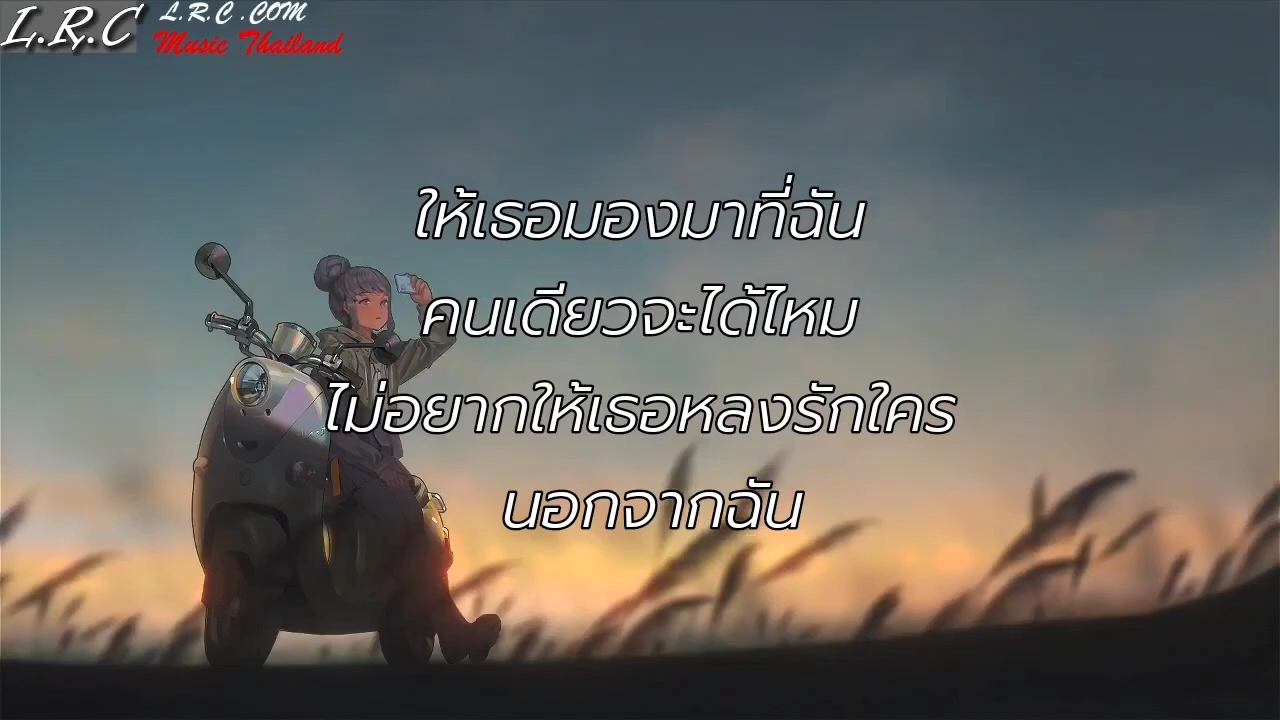 L.R.C
L.R.C .COM
Music Thailand
ให้เธอมองมาที่ฉัน
คนเดียวจะได้ไหม
ไม่อยากให้เธอหลงรักใคร
นอกจากฉัน